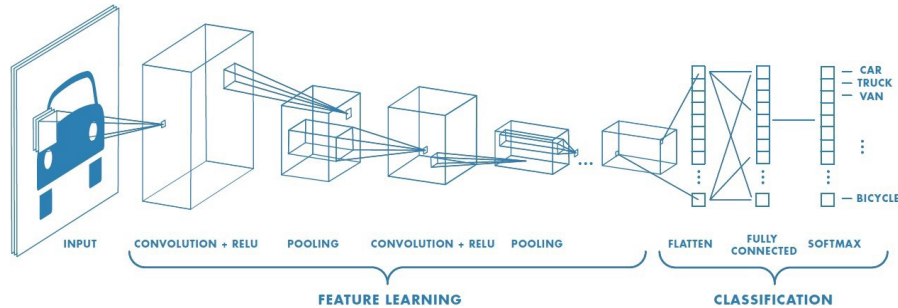 CAR
TRUCK
VAN
BICYCLE
INPUT
CONVOLUTION + RELU
POOLING
CONVOLUTION + RELU
POOLING
FLATTEN
FULLY
CONNECTED
SOFTMAX
FEATURE LEARNING
CLASSIFICATION